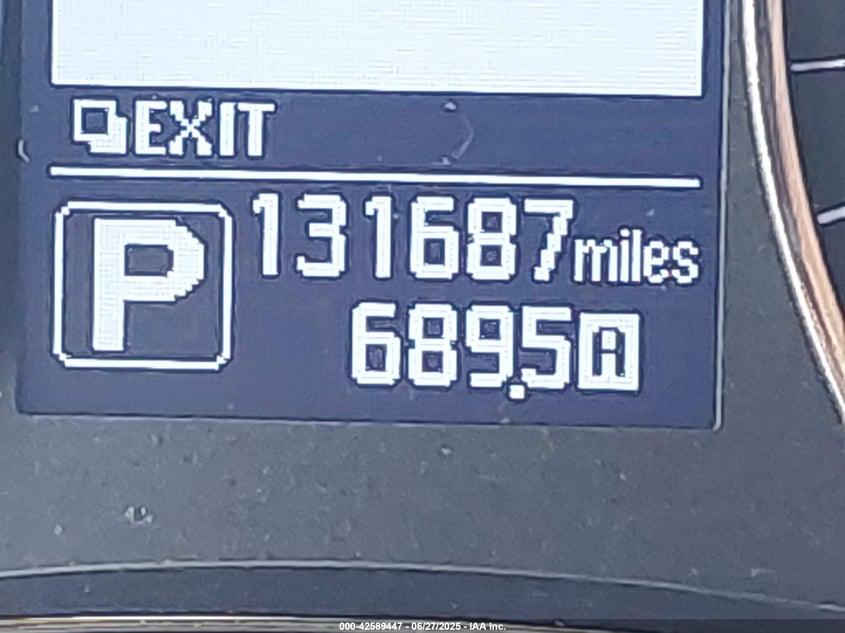 EXIT
P
131687 miles
689.5 A
000-42589447 - 06/27/2025 - IAA Inc.